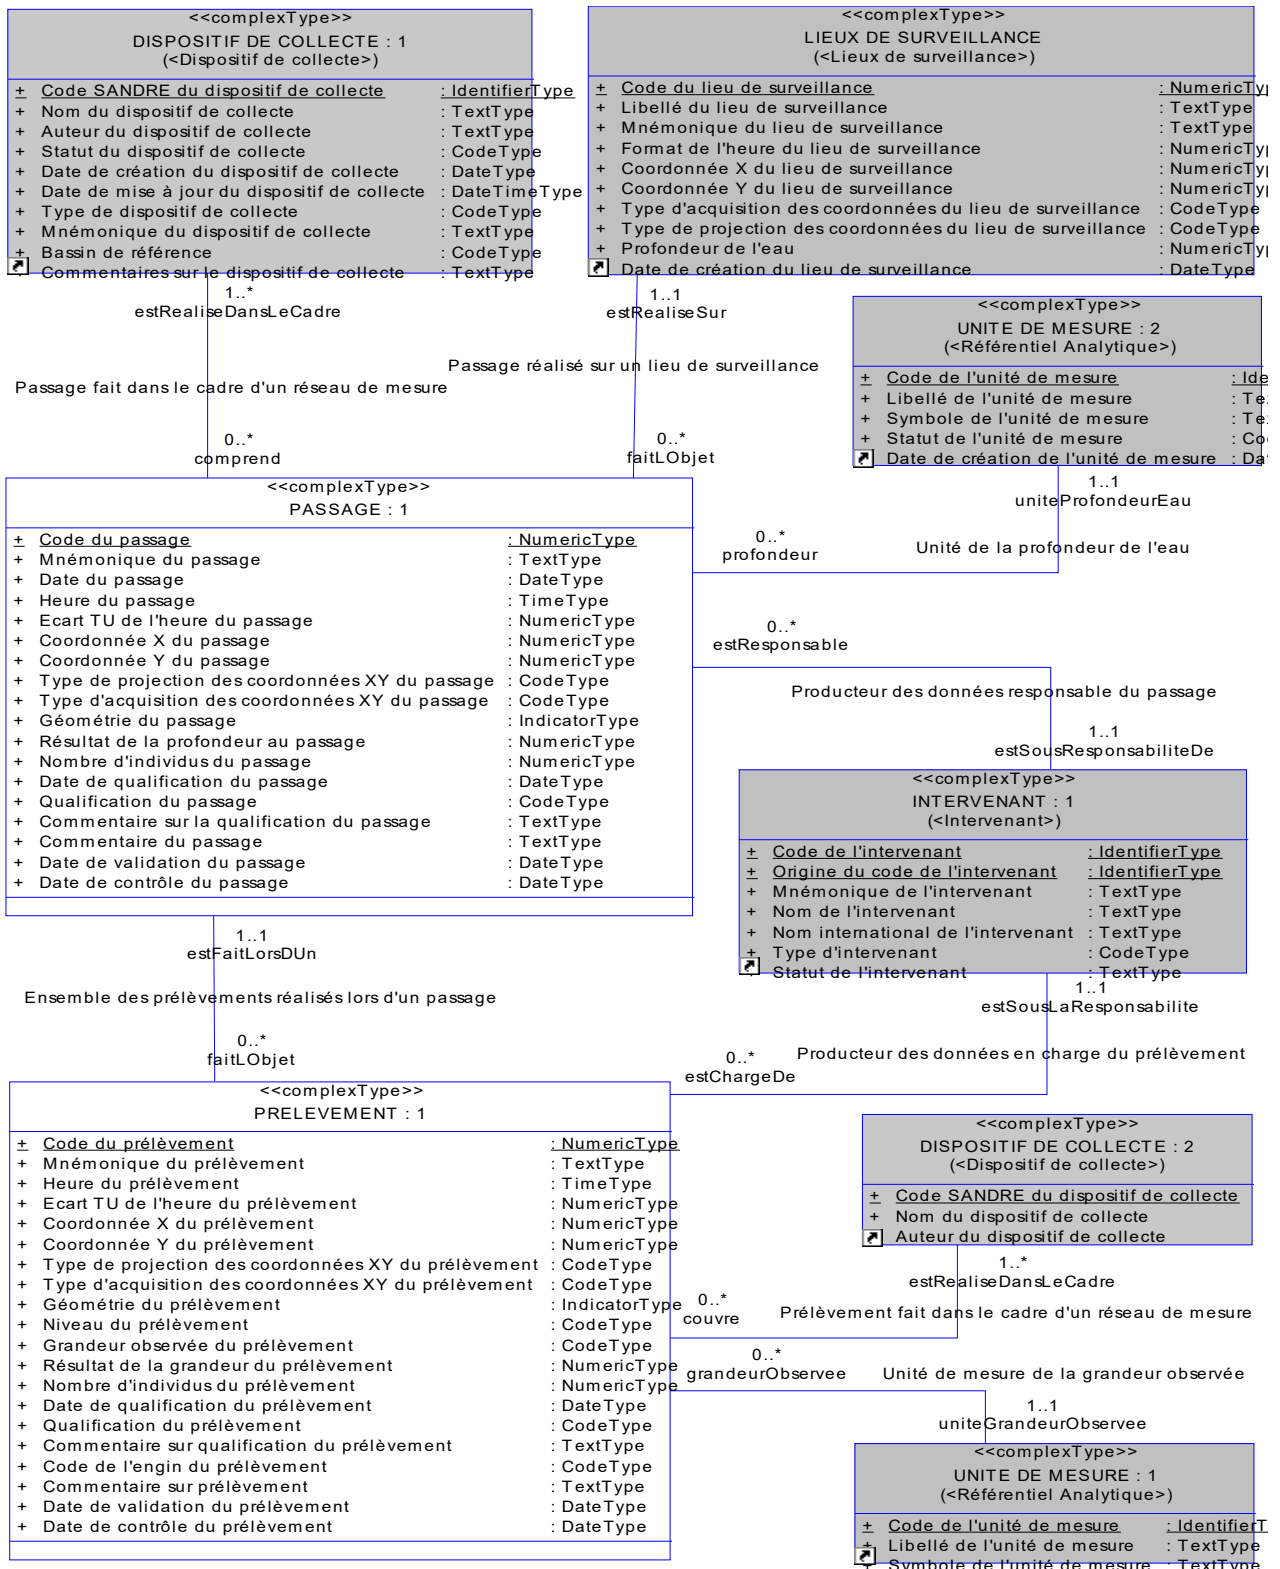 <<complexType>>
DISPOSITIF DE COLLECTE : 1
(<Dispositif de collecte>)
+ Code SANDRE du dispositif de collecte : IdentifierType
+ Nom du dispositif de collecte : TextType
+ Auteur du dispositif de collecte : TextType
+ Statut du dispositif de collecte : CodeType
+ Date de création du dispositif de collecte : DateType
+ Date de mise à jour du dispositif de collecte : DateTimeType
+ Type de dispositif de collecte : CodeType
+ Mnémonique du dispositif de collecte : TextType
+ Bassin de référence : CodeType
Commentaires sur le dispositif de collecte : TextType
<<complexType>>
LIEUX DE SURVEILLANCE
(<Lieux de surveillance>)
+ Code du lieu de surveillance : NumericTyp
+ Libellé du lieu de surveillance : TextType
+ Mnémonique du lieu de surveillance : TextType
+ Format de l'heure du lieu de surveillance : NumericTyp
+ Coordonnée X du lieu de surveillance : NumericTyp
+ Coordonnée Y du lieu de surveillance : NumericTyp
+ Type d'acquisition des coordonnées du lieu de surveillance : CodeType
+ Type de projection des coordonnées du lieu de surveillance : CodeType
+ Profondeur de l'eau : NumericTyp
Date de création du lieu de surveillance : DateType
1..*
estRealiseDansLeCadre
Passage fait dans le cadre d'un réseau de mesure
0..*
comprend
1..1
estRealiseSur
Passage réalisé sur un lieu de surveillance
0..*
faitLObjet
<<complexType>>
UNITE DE MESURE : 2
(<Référentiel Analytique>)
+ Code de l'unité de mesure : Ide
+ Libellé de l'unité de mesure : Te
+ Symbole de l'unité de mesure : Te
+ Statut de l'unité de mesure : Co
Date de création de l'unité de mesure : Da
1..1
uniteProfondeurEau
Unité de la profondeur de l'eau
0..*
profondeur
<<complexType>>
PASSAGE : 1
+ Code du passage : NumericType
+ Mnémonique du passage : TextType
+ Date du passage : DateType
+ Heure du passage : TimeType
+ Ecart TU de l'heure du passage : NumericType
+ Coordonnée X du passage : NumericType
+ Coordonnée Y du passage : NumericType
+ Type de projection des coordonnées XY du passage : CodeType
+ Type d'acquisition des coordonnées XY du passage : CodeType
+ Géométrie du passage : IndicatorType
+ Résultat de la profondeur au passage : NumericType
+ Nombre d'individus du passage : NumericType
+ Date de qualification du passage : DateType
+ Qualification du passage : CodeType
+ Commentaire sur la qualification du passage : TextType
+ Commentaire du passage : TextType
+ Date de validation du passage : DateType
+ Date de contrôle du passage : DateType
0..*
estResponsable
Producteur des données responsable du passage
1..1
estSousResponsabiliteDe
<<complexType>>
INTERVENANT : 1
(<Intervenant>)
+ Code de l'intervenant : IdentifierType
+ Origine du code de l'intervenant : IdentifierType
+ Mnémonique de l'intervenant : TextType
+ Nom de l'intervenant : TextType
+ Nom international de l'intervenant : TextType
+ Type d'intervenant : CodeType
Statut de l'intervenant : TextType
1..1
estFaitLorsDUn
Ensemble des prélèvements réalisés lors d'un passage
0..*
faitLObjet
1..1
estSousLaResponsabilite
Producteur des données en charge du prélèvement
0..*
estChargeDe
<<complexType>>
PRELEVEMENT : 1
+ Code du prélèvement : NumericType
+ Mnémonique du prélèvement : TextType
+ Heure du prélèvement : TimeType
+ Ecart TU de l'heure du prélèvement : NumericType
+ Coordonnée X du prélèvement : NumericType
+ Coordonnée Y du prélèvement : NumericType
+ Type de projection des coordonnées XY du prélèvement : CodeType
+ Type d'acquisition des coordonnées XY du prélèvement : CodeType
+ Géométrie du prélèvement : IndicatorType
+ Niveau du prélèvement : CodeType
+ Grandeur observée du prélèvement : CodeType
+ Résultat de la grandeur du prélèvement : NumericType
+ Nombre d'individus du prélèvement : NumericType
+ Date de qualification du prélèvement : DateType
+ Qualification du prélèvement : CodeType
+ Commentaire sur qualification du prélèvement : TextType
+ Code de l'engin du prélèvement : CodeType
+ Commentaire sur prélèvement : TextType
+ Date de validation du prélèvement : DateType
+ Date de contrôle du prélèvement : DateType
<<complexType>>
DISPOSITIF DE COLLECTE : 2
(<Dispositif de collecte>)
+ Code SANDRE du dispositif de collecte
+ Nom du dispositif de collecte
Auteur du dispositif de collecte
1..*
estRealiseDansLeCadre
0..*
couvre
Prélèvement fait dans le cadre d'un réseau de mesure
0..*
grandeurObservee
Unité de mesure de la grandeur observée
1..1
uniteGrandeurObservee
<<complexType>>
UNITE DE MESURE : 1
(<Référentiel Analytique>)
+ Code de l'unité de mesure : IdentifierT
+ Libellé de l'unité de mesure : TextType
+ Symbole de l'unité de mesure : TextType